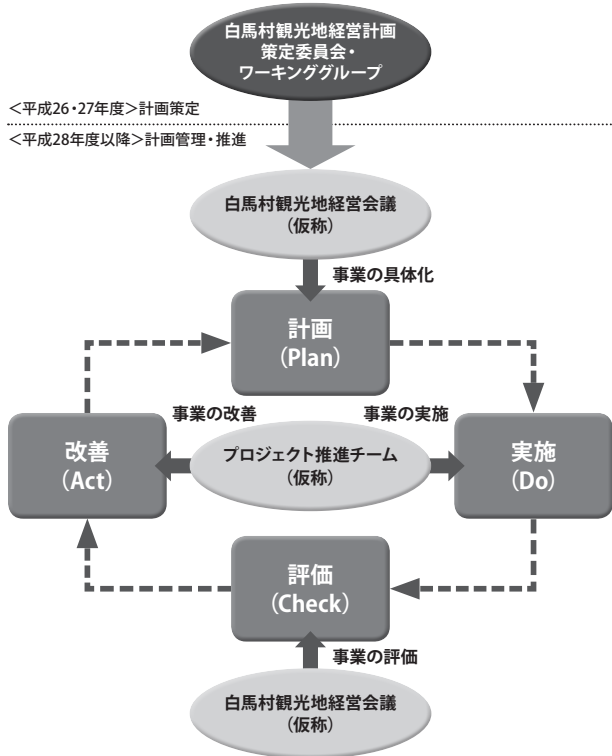 白馬村観光地経営計画
策定委員会・
ワーキンググループ
＜平成26・27年度＞計画策定
＜平成28年度以降＞計画管理・推進
白馬村観光地経営会議
（仮称）
事業の具体化
計画
（Plan）
事業の改善
事業の実施
改善
（Act）
プロジェクト推進チーム
（仮称）
実施
（Do）
評価
（Check）
事業の評価
白馬村観光地経営会議
（仮称）